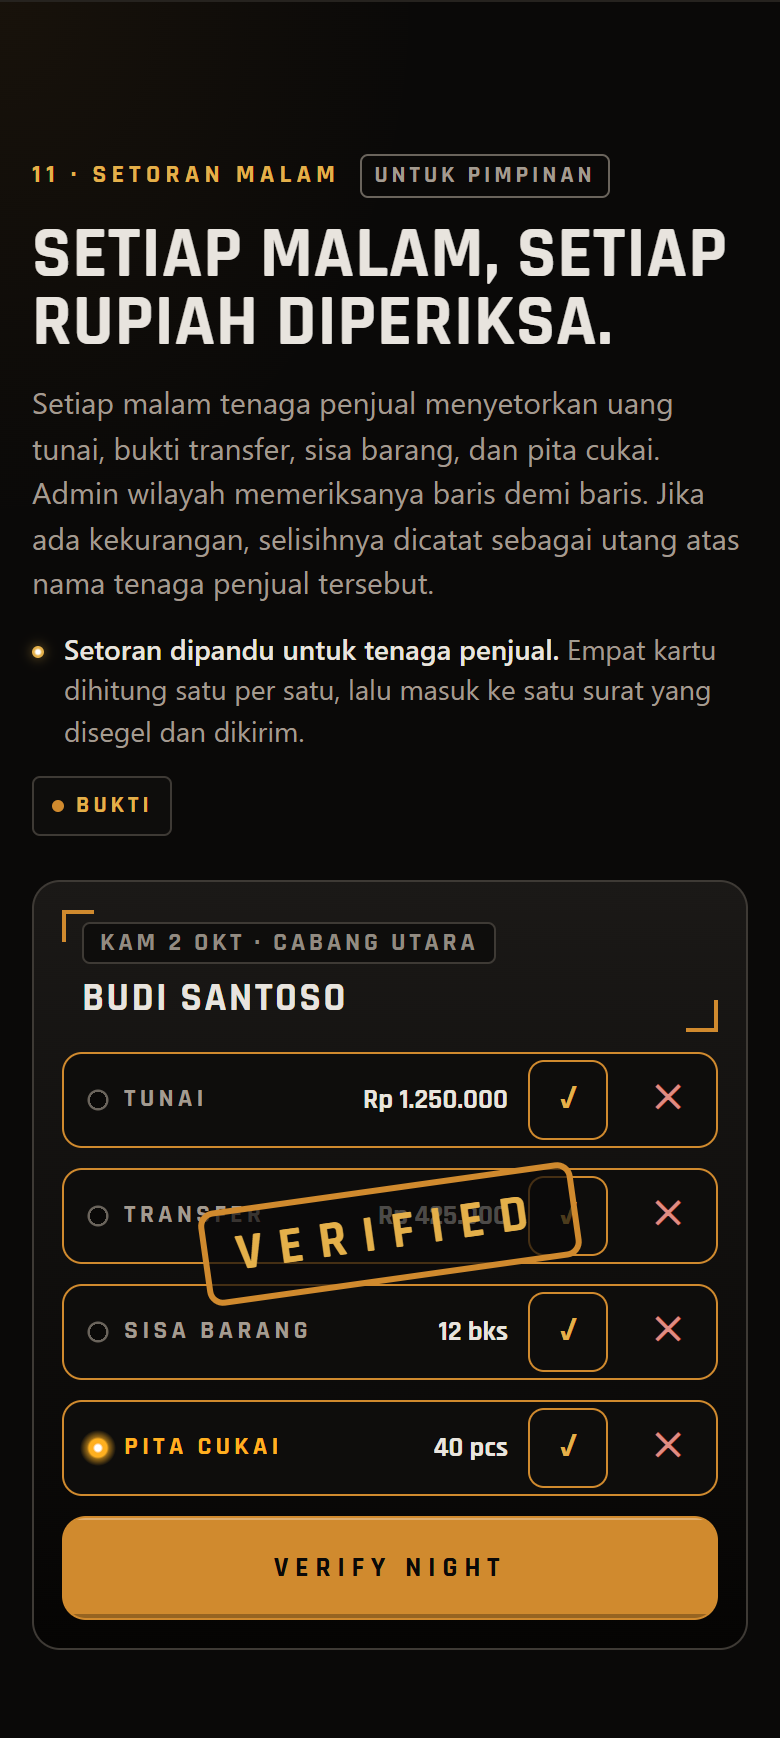 11 · SETORAN MALAM
UNTUK PIMPINAN
SETIAP MALAM, SETIAP
RUPIAH DIPERIKSA.
Setiap malam tenaga penjual menyetorkan uang
tunai, bukti transfer, sisa barang, dan pita cukai.
Admin wilayah memeriksanya baris demi baris. Jika
ada kekurangan, selisihnya dicatat sebagai utang atas
nama tenaga penjual tersebut.
Setoran dipandu untuk tenaga penjual. Empat kartu
dihitung satu per satu, lalu masuk ke satu surat yang
disegel dan dikirim.
BUKTI
KAM 2 OKT · CABANG UTARA
BUDI SANTOSO
TUNAI Rp 1.250.000 ✓ ✕
TRANSFER Rp 425.000 ✓ ✕
VERIFIED
SISA BARANG 12 bks ✓ ✕
PITA CUKAI 40 pcs ✓ ✕
VERIFY NIGHT